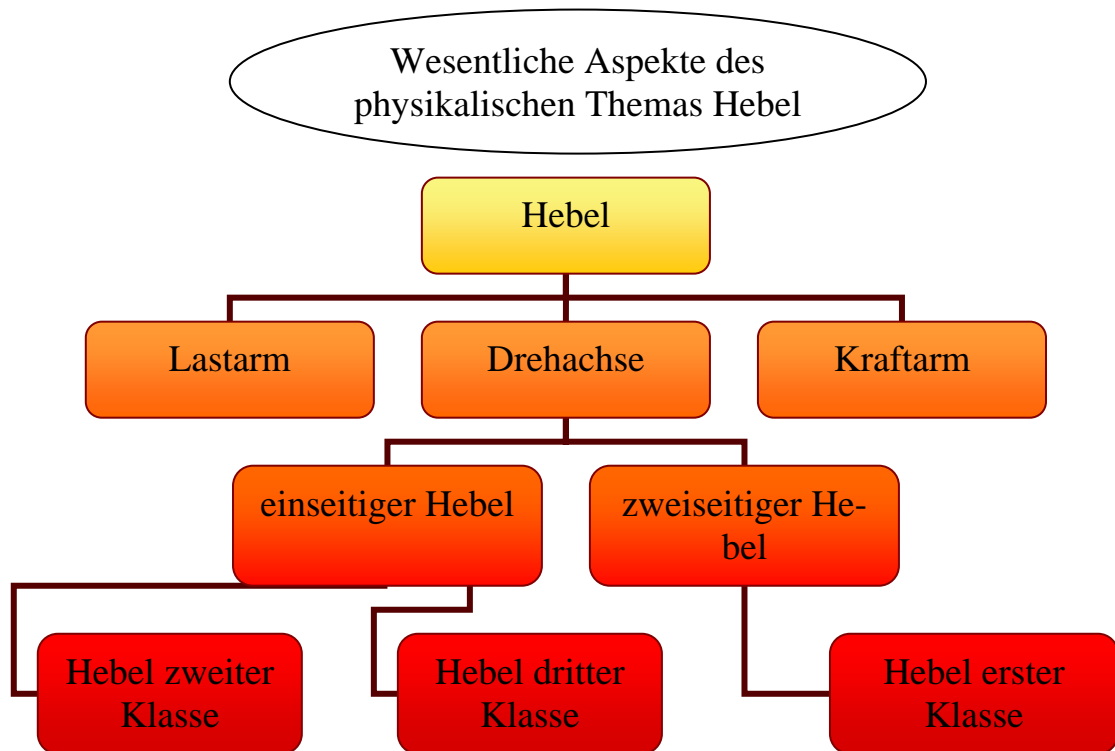 Wesentliche Aspekte des
physikalischen Themas Hebel
Hebel
Lastarm
Drehachse
Kraftarm
einseitiger Hebel
zweiseitiger He-
bel
Hebel zweiter
Klasse
Hebel dritter
Klasse
Hebel erster
Klasse